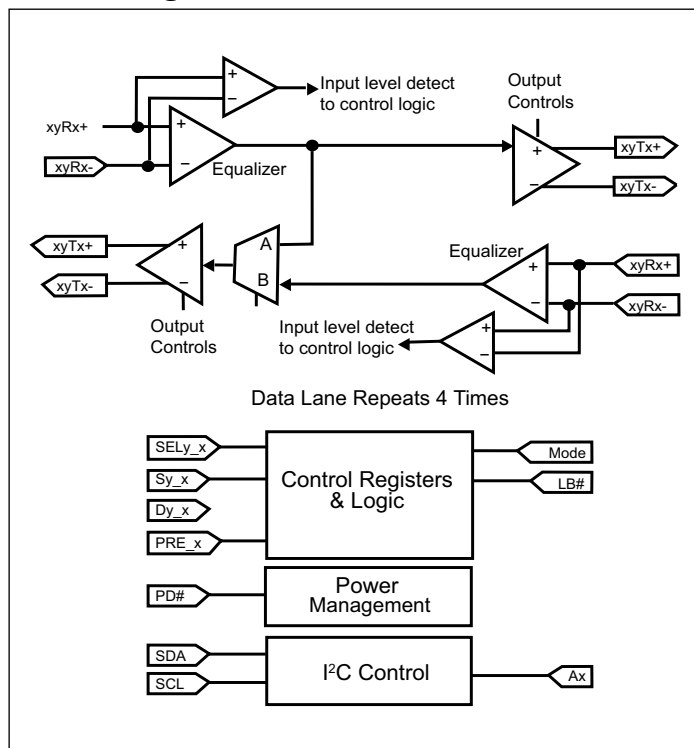 Input level detect
to control logic
Output
Controls
+
−
xyRx+
+
−
xyRx-
Equalizer
+
−
xyTx+
xyTx-
xyTx+
xyTx-
+
−
A
B
Equalizer
+
−
xyRx+
xyRx-
Output
Controls
Input level detect
to control logic
+
−
Data Lane Repeats 4 Times
SELy_x
Sy_x
Dy_x
PRE_x
Control Registers
& Logic
Mode
LB#
PD#
Power
Management
SDA
SCL
I²C Control
Ax